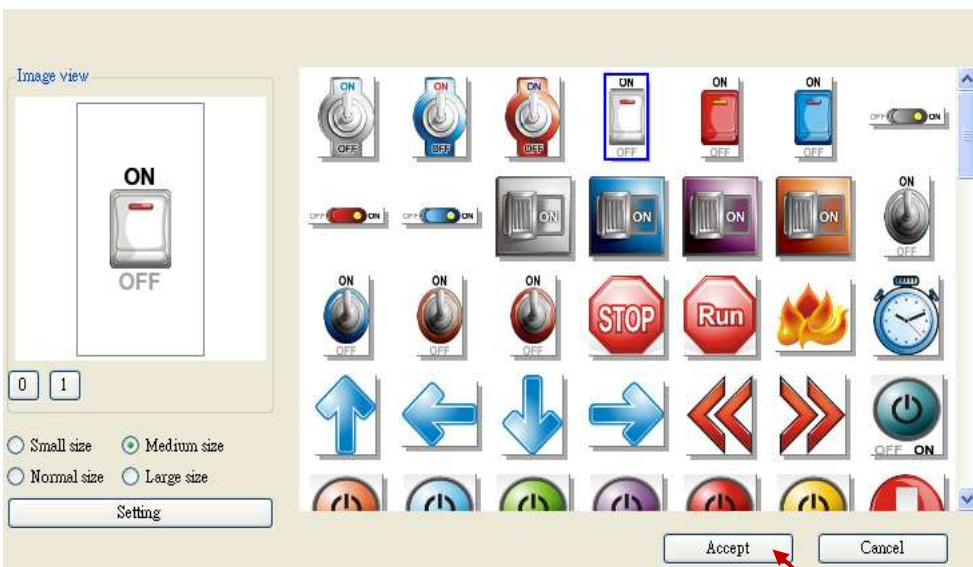 Image view
ON
OFF
0 1
Small size Medium size
Normal size Large size
Setting
ON ON ON ON ON ON OFF ON
OFF OFF OFF OFF OFF OFF
OFF ON OFF ON ON ON ON ON ON
OFF
ON ON ON STOP Run
OFF OFF OFF
OFF ON
Accept Cancel